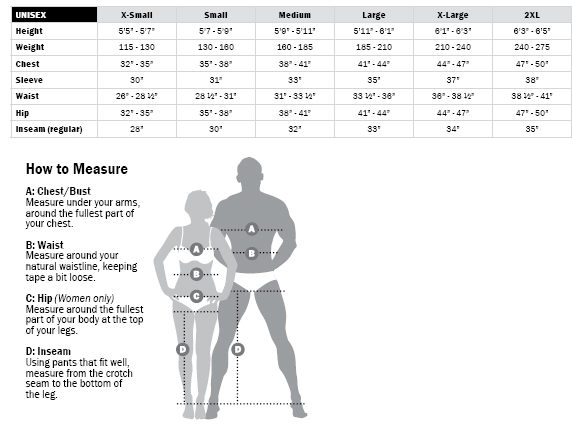 UNISEX X-Small Small Medium Large X-Large 2XL
Height 5'5" - 5'7" 5'7 - 5'9" 5'9" - 5'11" 5'11" - 6'1" 6'1" - 6'3" 6'3" - 6'5"
Weight 115 - 130 130 - 160 160 - 185 185 - 210 210 - 240 240 - 275
Chest 32" - 35" 35" - 38" 38" - 41" 41" - 44" 44" - 47" 47" - 50"
Sleeve 30" 31" 33" 35" 37" 38"
Waist 26" - 28 ½" 28 ½" - 31" 31" - 33 ½" 33 ½" - 36" 36" - 38 ½" 38 ½" - 41"
Hip 32" - 35" 35" - 38" 38" - 41" 41" - 44" 44" - 47" 47" - 50"
Inseam (regular) 28" 30" 32" 33" 34" 35"
How to Measure
A: Chest/Bust
Measure under your arms,
around the fullest part of
your chest.
B: Waist
Measure around your
natural waistline, keeping
tape a bit loose.
C: Hip (Women only)
Measure around the fullest
part of your body at the top
of your legs.
D: Inseam
Using pants that fit well,
measure from the crotch
seam to the bottom of
the leg.
A
A
B
B
C
D
D